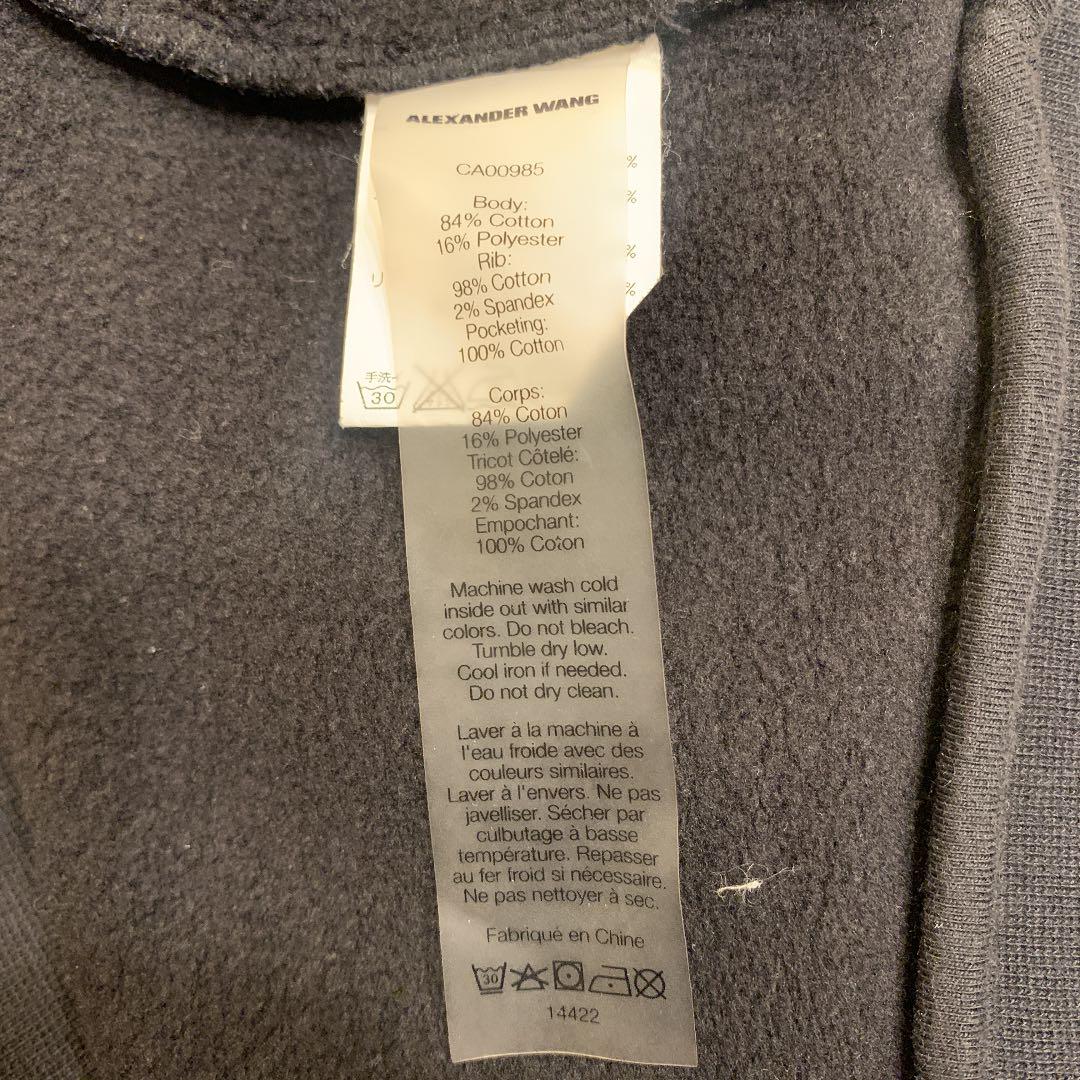 ALEXANDER WANG
CA00985
Body:
84% Cotton
16% Polyester
Rib:
98% Cotton
2% Spandex
Pocketing:
100% Cotton
Corps:
84% Coton
16% Polyester
Tricot Côtelé:
98% Coton
2% Spandex
Empochant:
100% Coton
Machine wash cold
inside out with similar
colors. Do not bleach.
Tumble dry low.
Cool iron if needed.
Do not dry clean.
Laver à la machine à
l'eau froide avec des
couleurs similaires.
Laver à l'envers. Ne pas
javelliser. Sécher par
culbutage à basse
température. Repasser
au fer froid si nécessaire.
Ne pas nettoyer à sec.
Fabriqué en Chine
30
14422
%
%
%
%
手洗イ
30